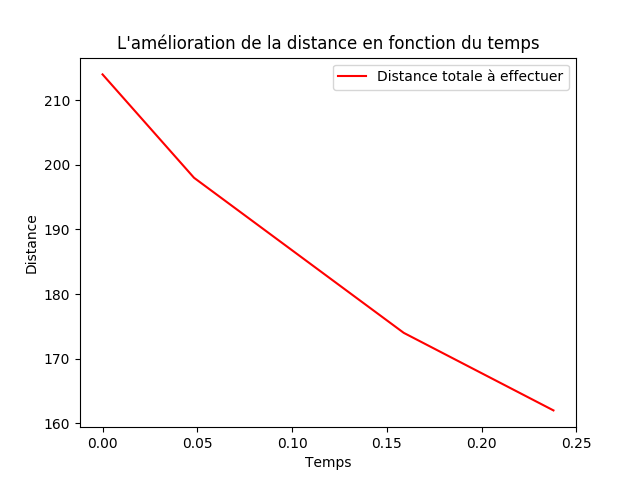 L'amélioration de la distance en fonction du temps
Distance totale à effectuer
210
200
190
180
170
160
Distance
0.00 0.05 0.10 0.15 0.20 0.25
Temps